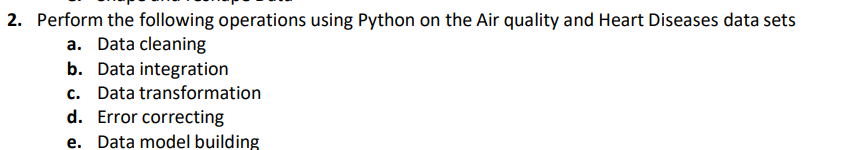 2. Perform the following operations using Python on the Air quality and Heart Diseases data sets
a. Data cleaning
b. Data integration
c. Data transformation
d. Error correcting
e. Data model building